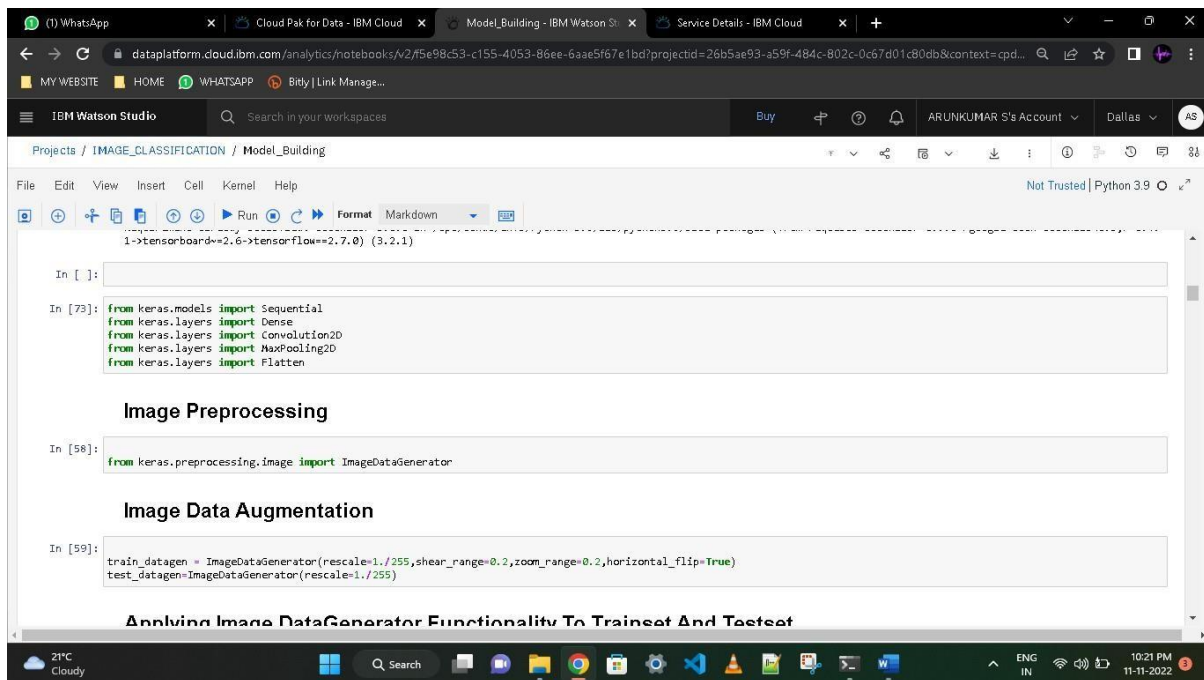 (1) WhatsApp
Cloud Pak for Data - IBM Cloud
Model_Building - IBM Watson St
Service Details - IBM Cloud
dataplatform.cloud.ibm.com/analytics/notebooks/v2/f5e98c53-c155-4053-86ee-6aae5f67e1bd?projectid=26b5ae93-a59f-484c-802c-0c67d01c80db&context=cpd...
MY WEBSITE HOME WHATSAPP Bitly | Link Manage...
IBM Watson Studio Search in your workspaces Buy ARUNKUMAR S's Account Dallas AS
Projects / IMAGE_CLASSIFICATION / Model_Building
File Edit View Insert Cell Kernel Help Not Trusted Python 3.9
Run Format Markdown
1->tensorboard~=2.6->tensorflow==2.7.0) (3.2.1)
In [ ]:
In [73]: from keras.models import Sequential
from keras.layers import Dense
from keras.layers import Convolution2D
from keras.layers import MaxPooling2D
from keras.layers import Flatten
Image Preprocessing
In [58]:
from keras.preprocessing.image import ImageDataGenerator
Image Data Augmentation
In [59]:
train_datagen = ImageDataGenerator(rescale=1./255,shear_range=0.2,zoom_range=0.2,horizontal_flip=True)
test_datagen=ImageDataGenerator(rescale=1./255)
Applying Image DataGenerator Functionality To Trainset And Testset
21°C
Cloudy
Search
ENG
IN
10:21 PM
11-11-2022
3